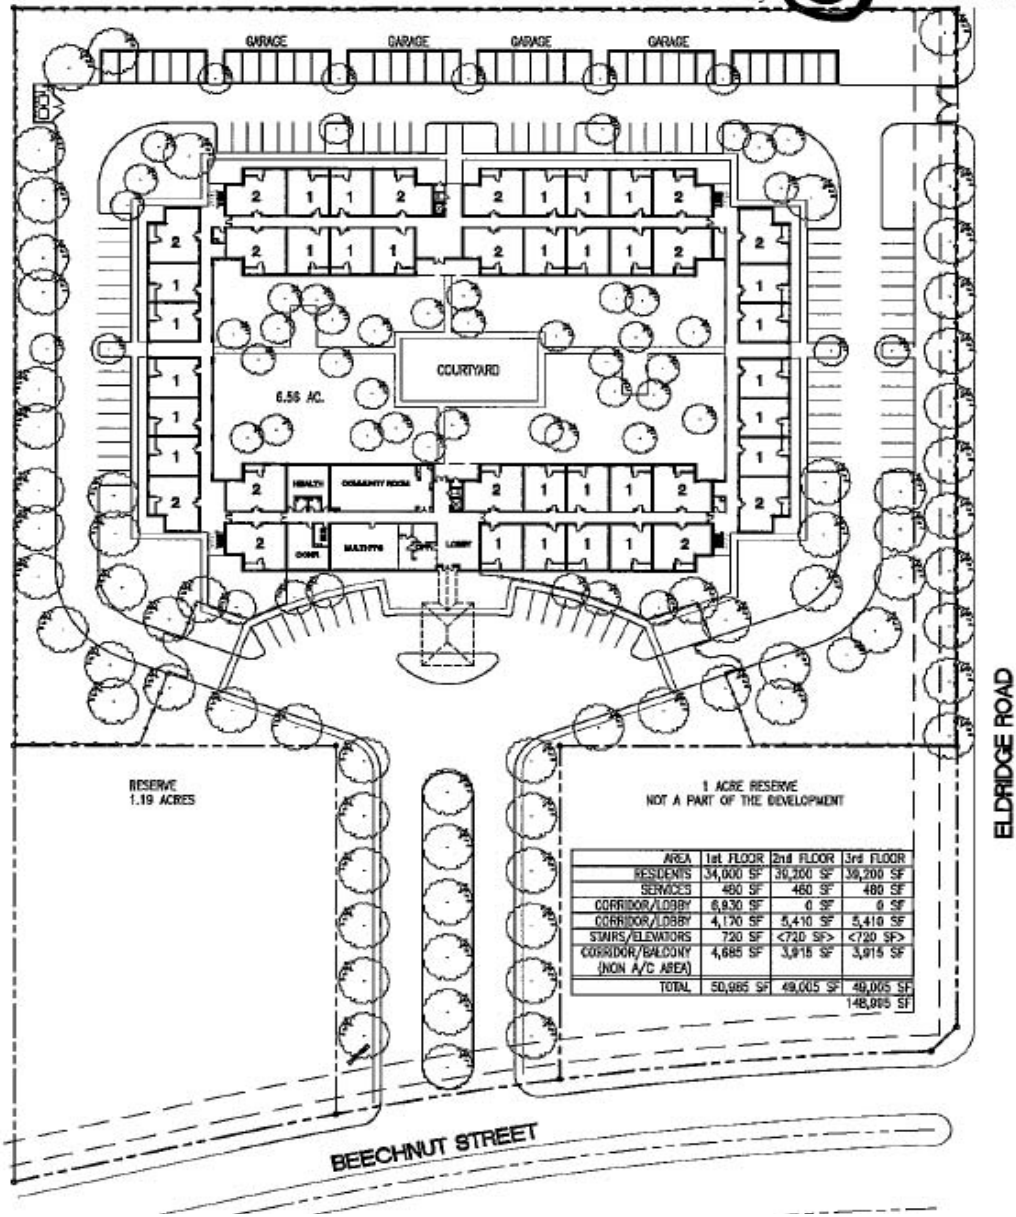 GARAGE GARAGE GARAGE GARAGE
2 1 1 2 2 1 1 1 2
2 1 1 1 2 1 1 1 2
2 2
1 1
1 1
COURTYARD
6.56 AC.
1 1
1 1
1 1
2 2
2 HEALTH COMMUNITY ROOM 2 1 1 1 2
2 CONF. LOBBY 1 1 1 1 2
ELDRIDGE ROAD
RESERVE
1.19 ACRES
1 ACRE RESERVE
NOT A PART OF THE DEVELOPMENT
AREA 1st FLOOR 2nd FLOOR 3rd FLOOR
RESIDENTS 34,000 SF 39,200 SF 39,200 SF
SERVICES 480 SF 460 SF 480 SF
CORRIDOR/LOBBY 6,930 SF 0 SF 0 SF
CORRIDOR/LOBBY 4,170 SF 5,410 SF 5,410 SF
STAIRS/ELEVATORS 720 SF <720 SF> <720 SF>
CORRIDOR/BALCONY 4,685 SF 3,915 SF 3,915 SF
(NON A/C AREA)
TOTAL 50,985 SF 49,005 SF 49,005 SF
148,995 SF
BEECHNUT STREET